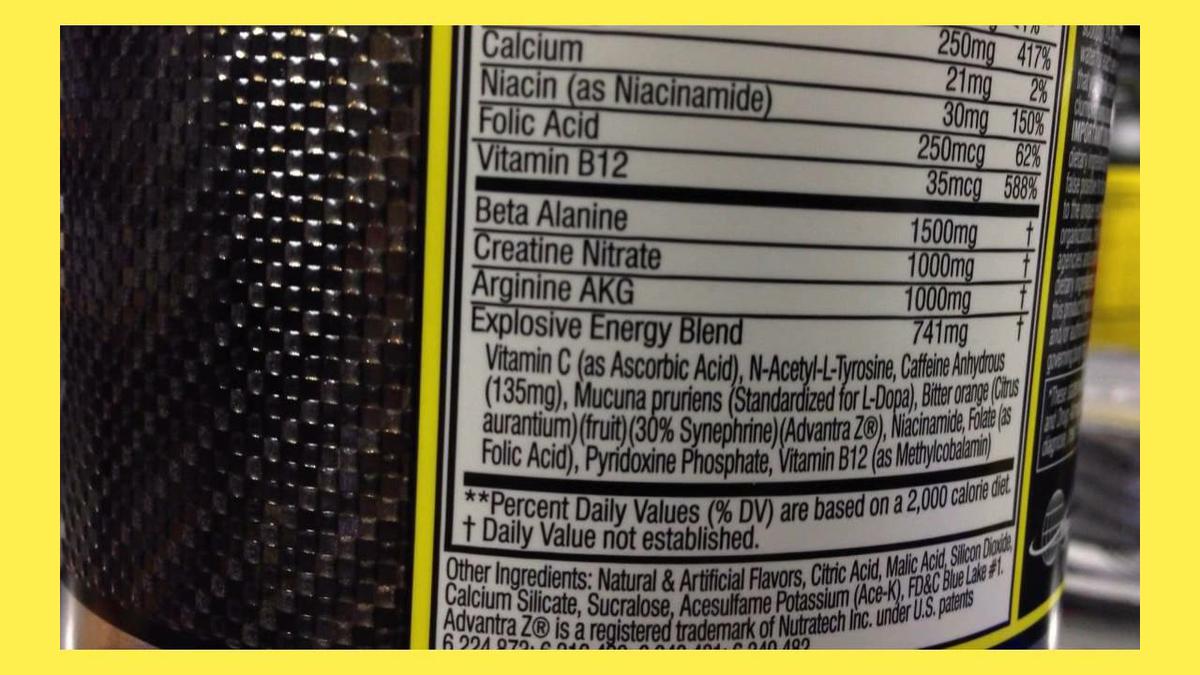 250mg 417%
Calcium 21mg 2%
Niacin (as Niacinamide) 30mg 150%
Folic Acid 250mcg 62%
Vitamin B12 35mcg 588%
Beta Alanine 1500mg †
Creatine Nitrate 1000mg †
Arginine AKG 1000mg †
Explosive Energy Blend 741mg †
Vitamin C (as Ascorbic Acid), N-Acetyl-L-Tyrosine, Caffeine Anhydrous
(135mg), Mucuna pruriens (Standardized for L-Dopa), Bitter orange (Citrus
aurantium)(fruit)(30% Synephrine)(Advantra Z®), Niacinamide, Folate (as
Folic Acid), Pyridoxine Phosphate, Vitamin B12 (as Methylcobalamin)
**Percent Daily Values (% DV) are based on a 2,000 calorie diet.
† Daily Value not established.
Other Ingredients: Natural & Artificial Flavors, Citric Acid, Malic Acid, Silicon Dioxide,
Calcium Silicate, Sucralose, Acesulfame Potassium (Ace-K), FD&C Blue Lake #1.
Advantra Z® is a registered trademark of Nutratech Inc. under U.S. patents